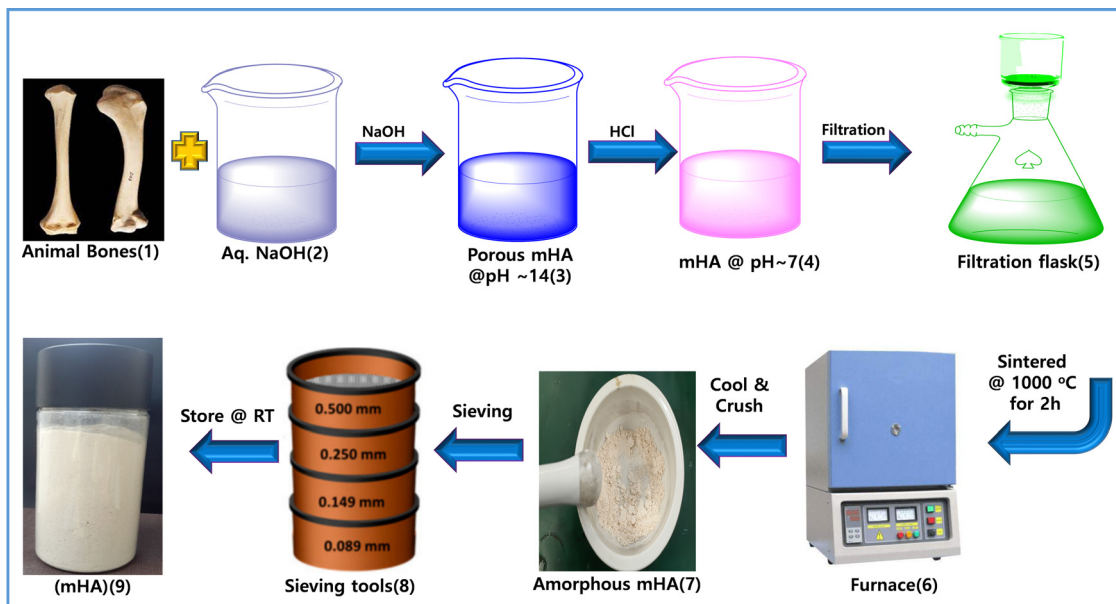 NaOH
HCl
Filtration
Animal Bones(1)
Aq. NaOH(2)
Porous mHA
@pH ~14(3)
mHA @ pH~7(4)
Filtration flask(5)
Sintered
@ 1000 ºC
for 2h
Cool &
Crush
Sieving
Store @ RT
0.500 mm
0.250 mm
0.149 mm
0.089 mm
(mHA)(9)
Sieving tools(8)
Amorphous mHA(7)
Furnace(6)